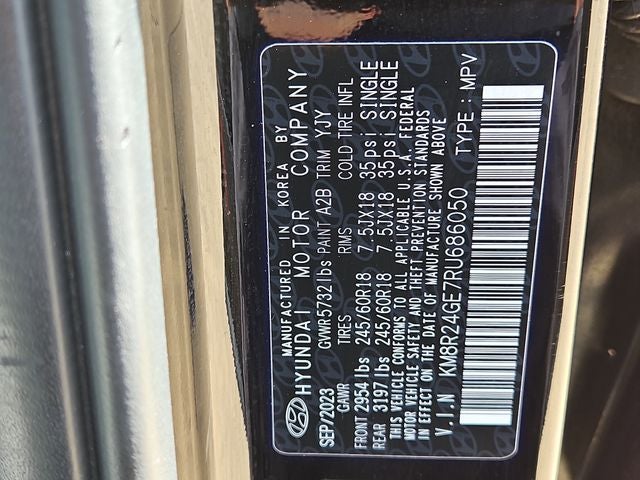 MANUFACTURED IN KOREA BY
HYUNDAI MOTOR COMPANY
SEP/2023 GVWR 5732 lbs PAINT A2B TRIM YJY
GAWR TIRES RIMS COLD TIRE INFL
FRONT 2954 lbs 245/60R18 7.5JX18 35psi SINGLE
REAR 3197 lbs 245/60R18 7.5JX18 35psi SINGLE
THIS VEHICLE CONFORMS TO ALL APPLICABLE U.S.A. FEDERAL
MOTOR VEHICLE SAFETY AND THEFT PREVENTION STANDARDS
IN EFFECT ON THE DATE OF MANUFACTURE SHOWN ABOVE
V.I.N KM8R24GE7RU686050 TYPE : MPV